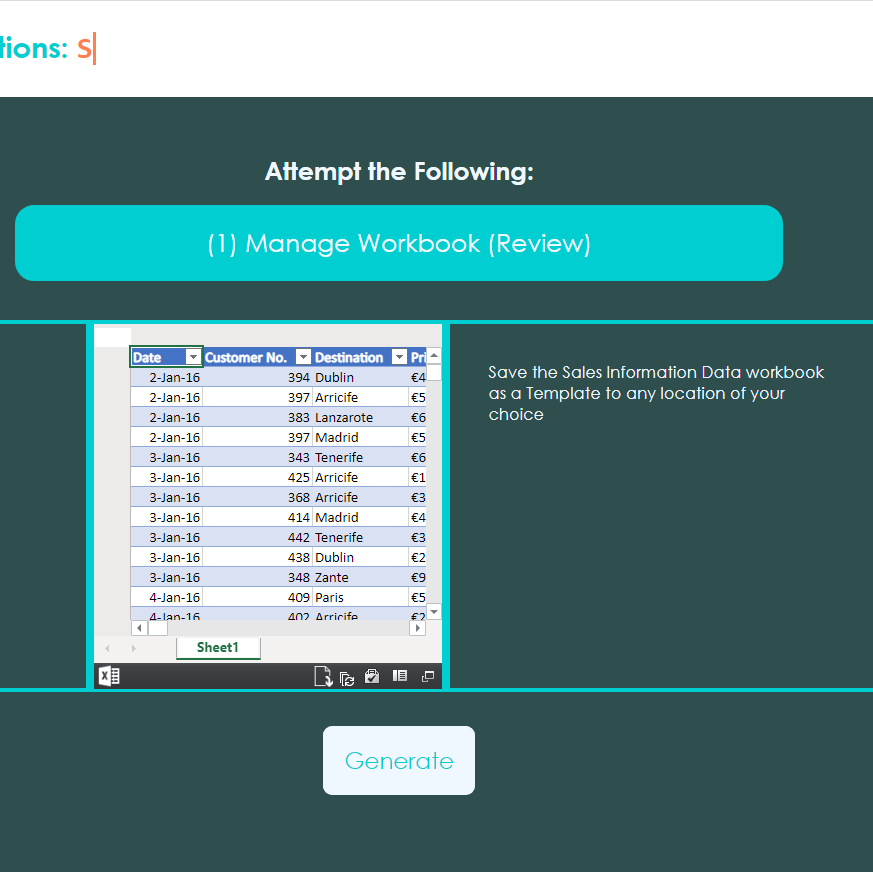 tions: S
Attempt the Following:
(1) Manage Workbook (Review)
Date Customer No. Destination Pri
2-Jan-16 394 Dublin €4
2-Jan-16 397 Arricife €5
2-Jan-16 383 Lanzarote €6
2-Jan-16 397 Madrid €5
3-Jan-16 343 Tenerife €6
3-Jan-16 425 Arricife €1
3-Jan-16 368 Arricife €3
3-Jan-16 414 Madrid €4
3-Jan-16 442 Tenerife €3
3-Jan-16 438 Dublin €2
3-Jan-16 348 Zante €9
4-Jan-16 409 Paris €5
4-Jan-16 402 Arricife €2
Sheet1
Save the Sales Information Data workbook
as a Template to any location of your
choice
Generate